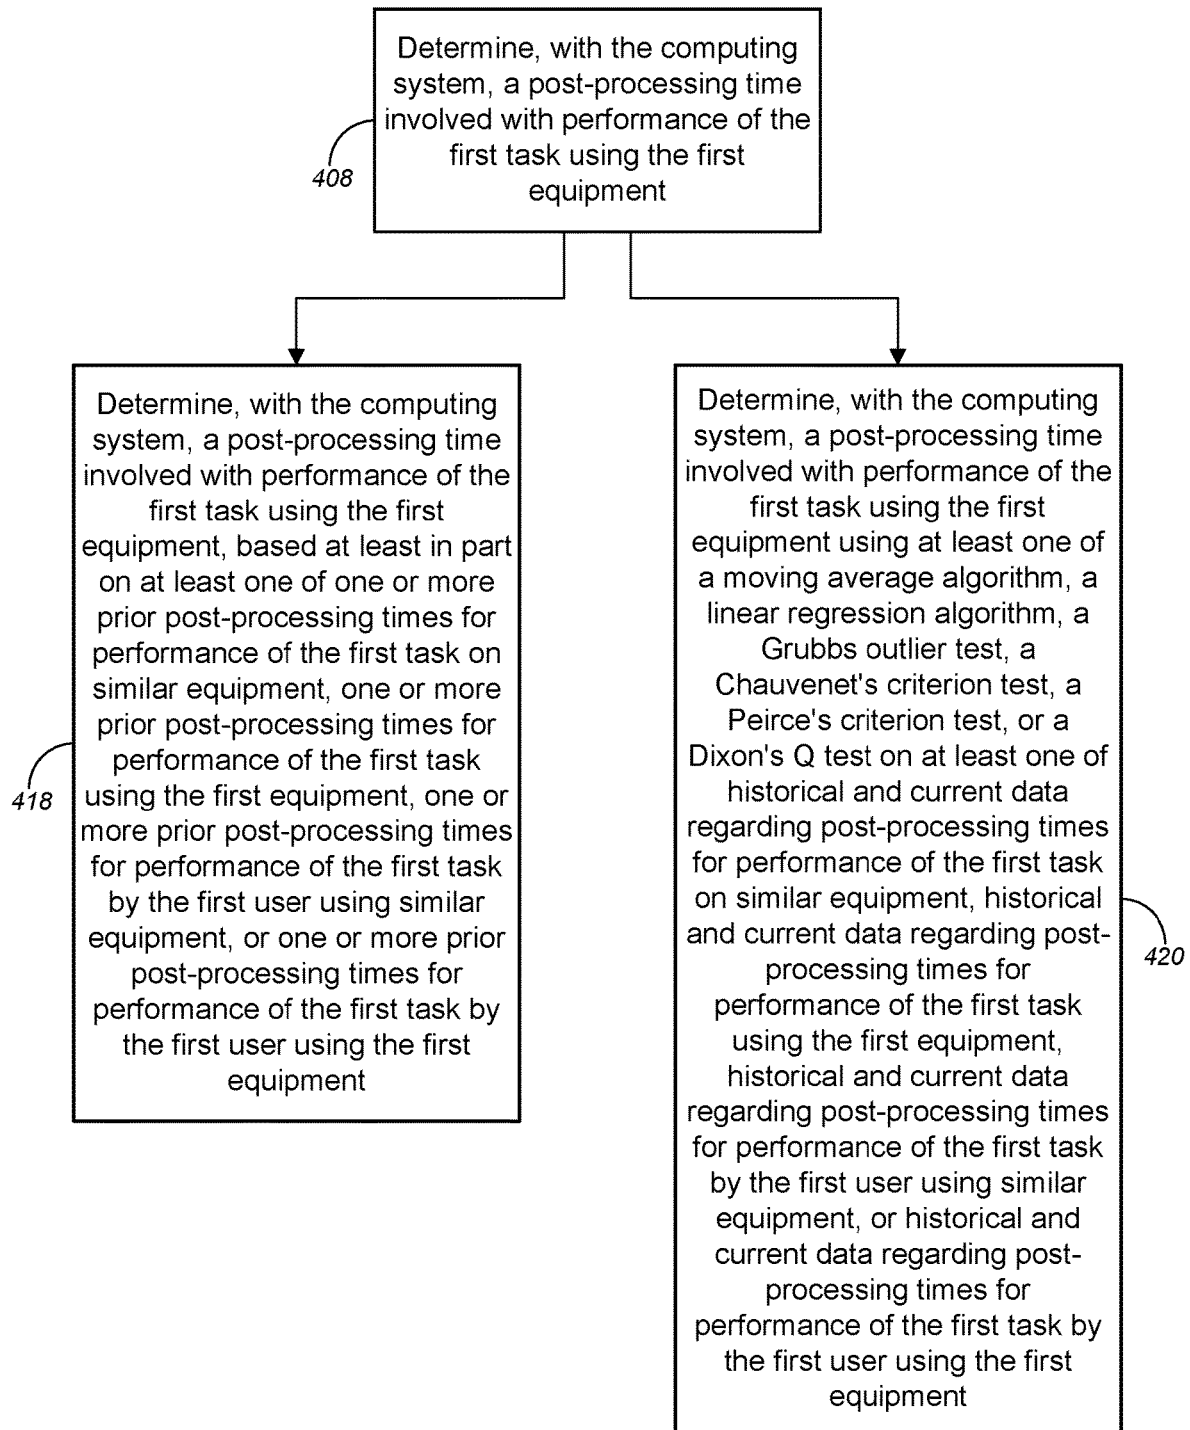 Determine, with the computing
system, a post-processing time
involved with performance of the
first task using the first
equipment
408
Determine, with the computing
system, a post-processing time
involved with performance of the
first task using the first
equipment, based at least in part
on at least one of one or more
prior post-processing times for
performance of the first task on
similar equipment, one or more
prior post-processing times for
performance of the first task
using the first equipment, one or
more prior post-processing times
for performance of the first task
by the first user using similar
equipment, or one or more prior
post-processing times for
performance of the first task by
the first user using the first
equipment
418
Determine, with the computing
system, a post-processing time
involved with performance of the
first task using the first
equipment using at least one of
a moving average algorithm, a
linear regression algorithm, a
Grubbs outlier test, a
Chauvenet's criterion test, a
Peirce's criterion test, or a
Dixon's Q test on at least one of
historical and current data
regarding post-processing times
for performance of the first task
on similar equipment, historical
and current data regarding post-
processing times for
performance of the first task
using the first equipment,
historical and current data
regarding post-processing times
for performance of the first task
by the first user using similar
equipment, or historical and
current data regarding post-
processing times for
performance of the first task by
the first user using the first
equipment
420